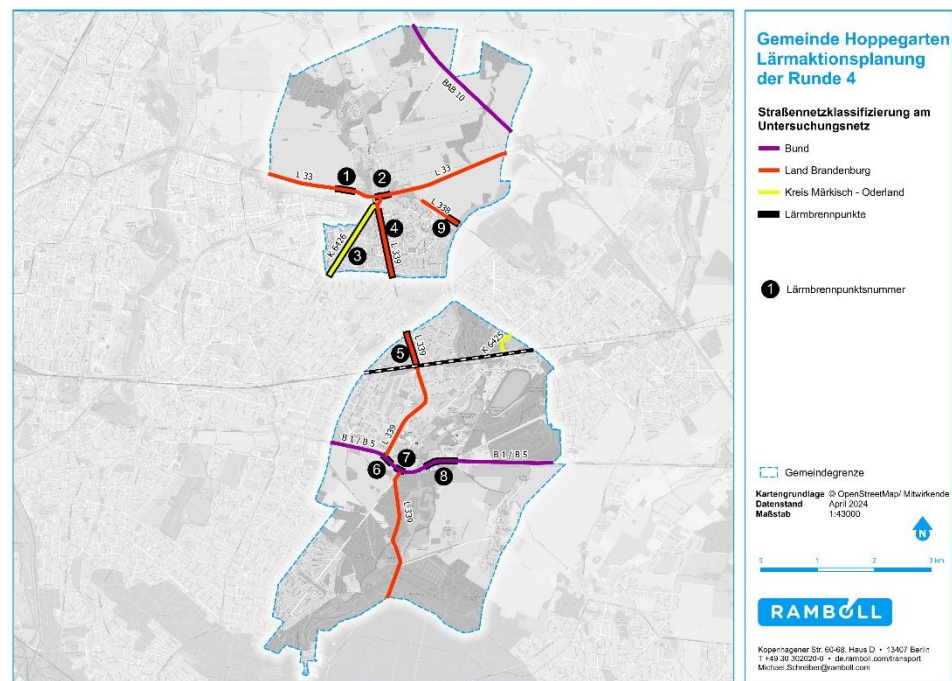 BAB 10
L 33
L 33
1
2
L 338
9
4
K 6426
3
L 339
5
L 339
K 6425
L 339
B 1 / B 5
7
B 1 / B 5
6
8
L 339
Gemeinde Hoppegarten
Lärmaktionsplanung
der Runde 4
Straßennetzklassifizierung am
Untersuchungsnetz
Bund
Land Brandenburg
Kreis Märkisch - Oderland
Lärmbrennpunkte
1 Lärmbrennpunktsnummer
Gemeindegrenze
Kartengrundlage © OpenStreetMap/ Mitwirkende
Datenstand April 2024
Maßstab 1:43000
N
0 1 2 3 km
RAMBOLL
Kopenhagener Str. 60-68, Haus D • 13407 Berlin
T +49 30 302020-0 • de.ramboll.com/transport
Michael.Schreiber@ramboll.com